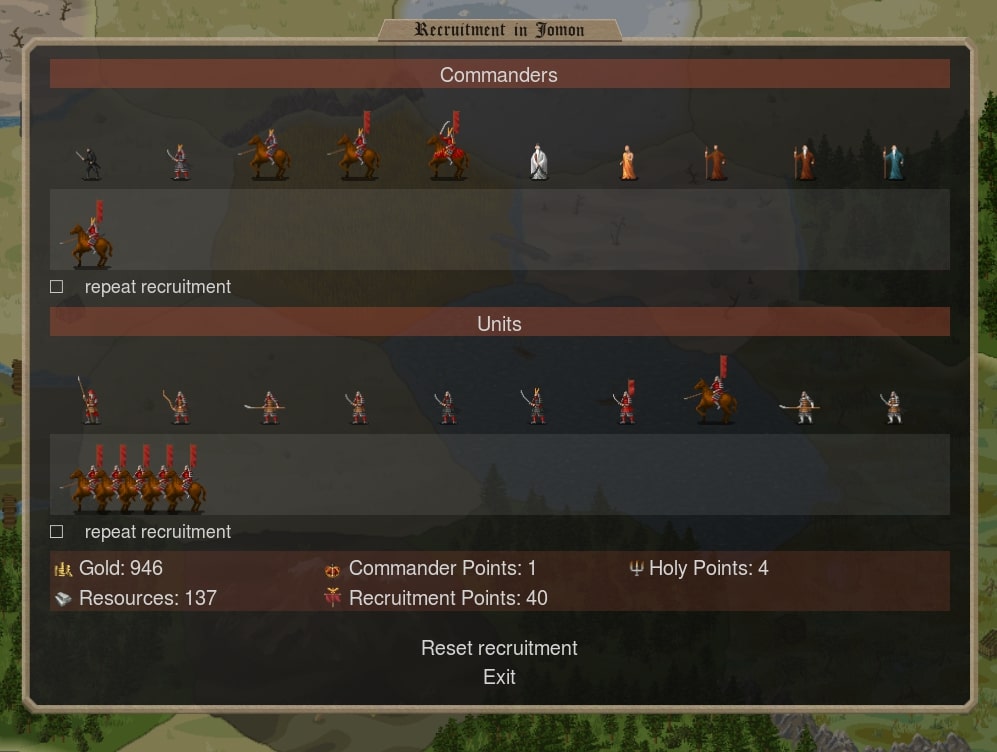 Recruitment in Jomon
Commanders
repeat recruitment
Units
repeat recruitment
Gold: 946 Commander Points: 1 Holy Points: 4
Resources: 137 Recruitment Points: 40
Reset recruitment
Exit